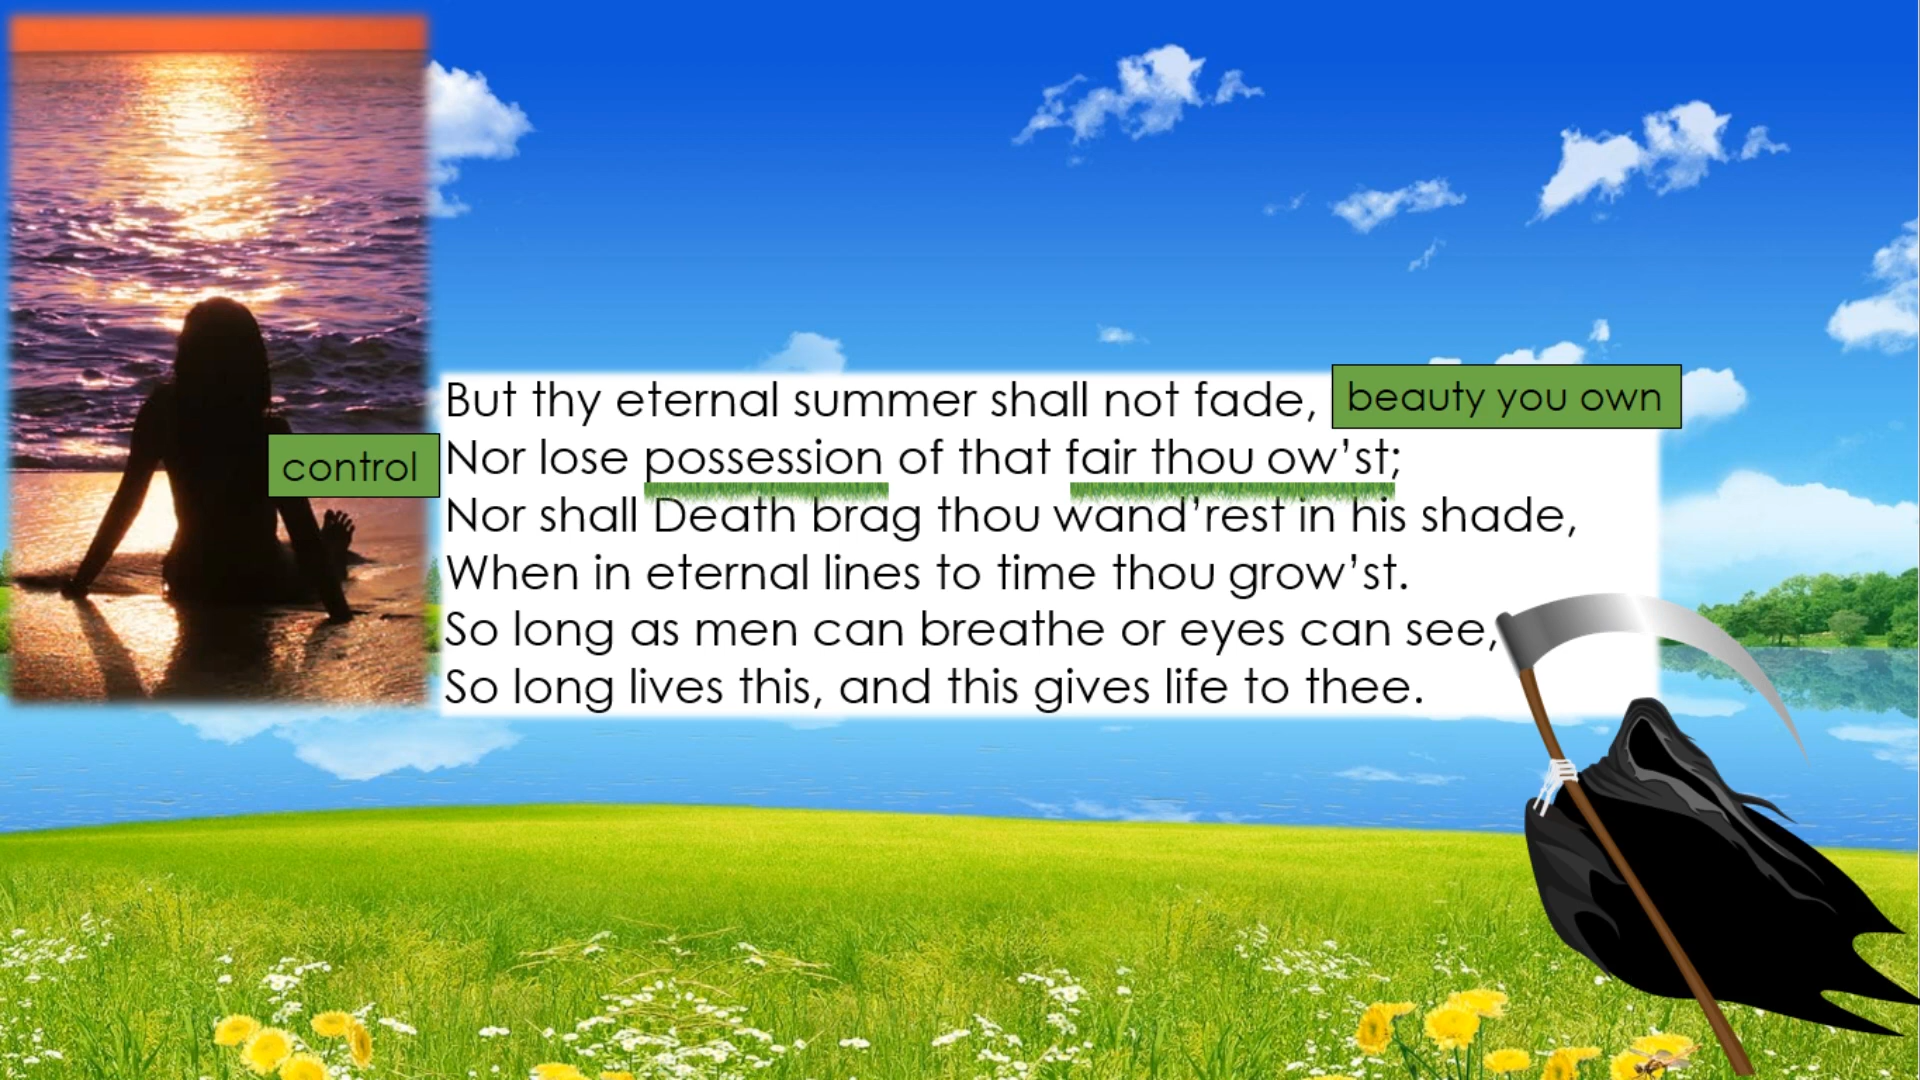 But thy eternal summer shall not fade,
beauty you own
control
Nor lose possession of that fair thou ow’st;
Nor shall Death brag thou wand’rest in his shade,
When in eternal lines to time thou grow’st.
So long as men can breathe or eyes can see,
So long lives this, and this gives life to thee.